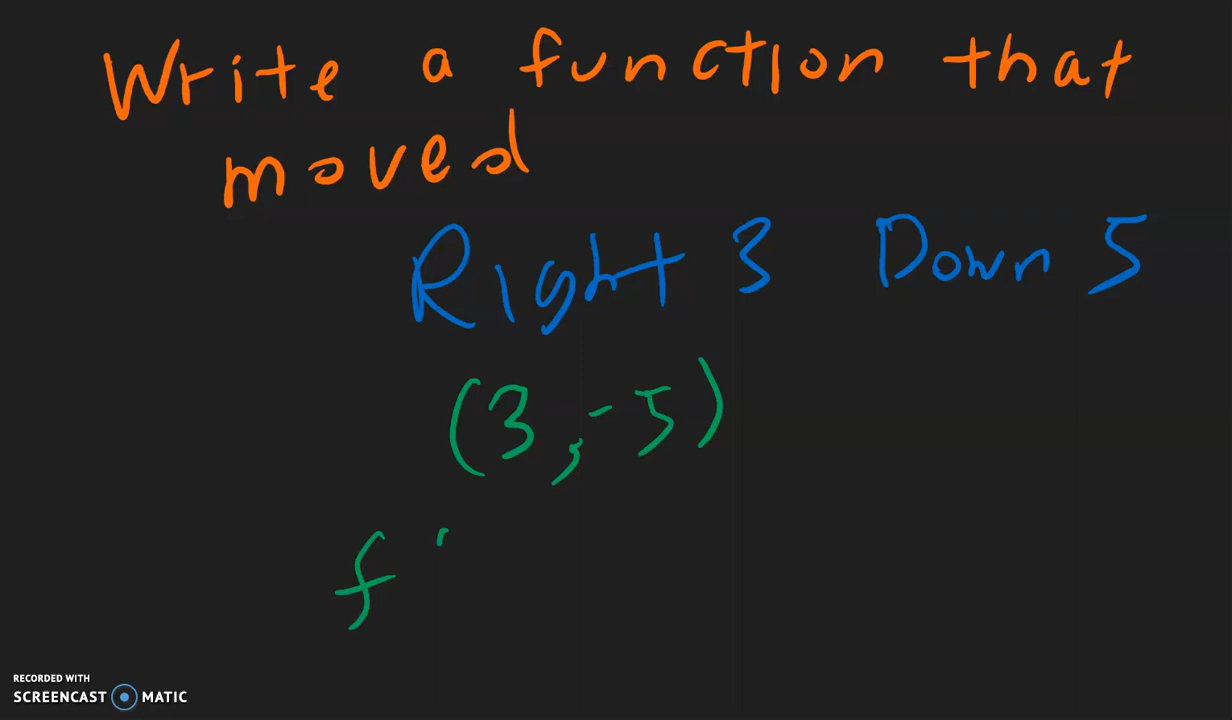 Write a function that
moved
Right 3 Down 5
(3,-5)
f
RECORDED WITH
SCREENCAST MATIC